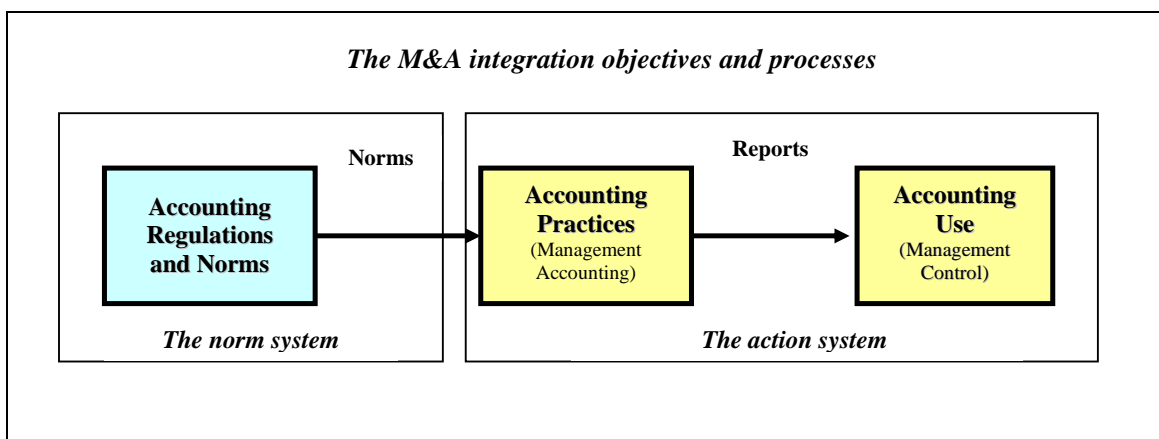 The M&A integration objectives and processes
Norms
Reports
Accounting
Regulations
and Norms
Accounting
Practices
(Management
Accounting)
Accounting
Use
(Management
Control)
The norm system
The action system